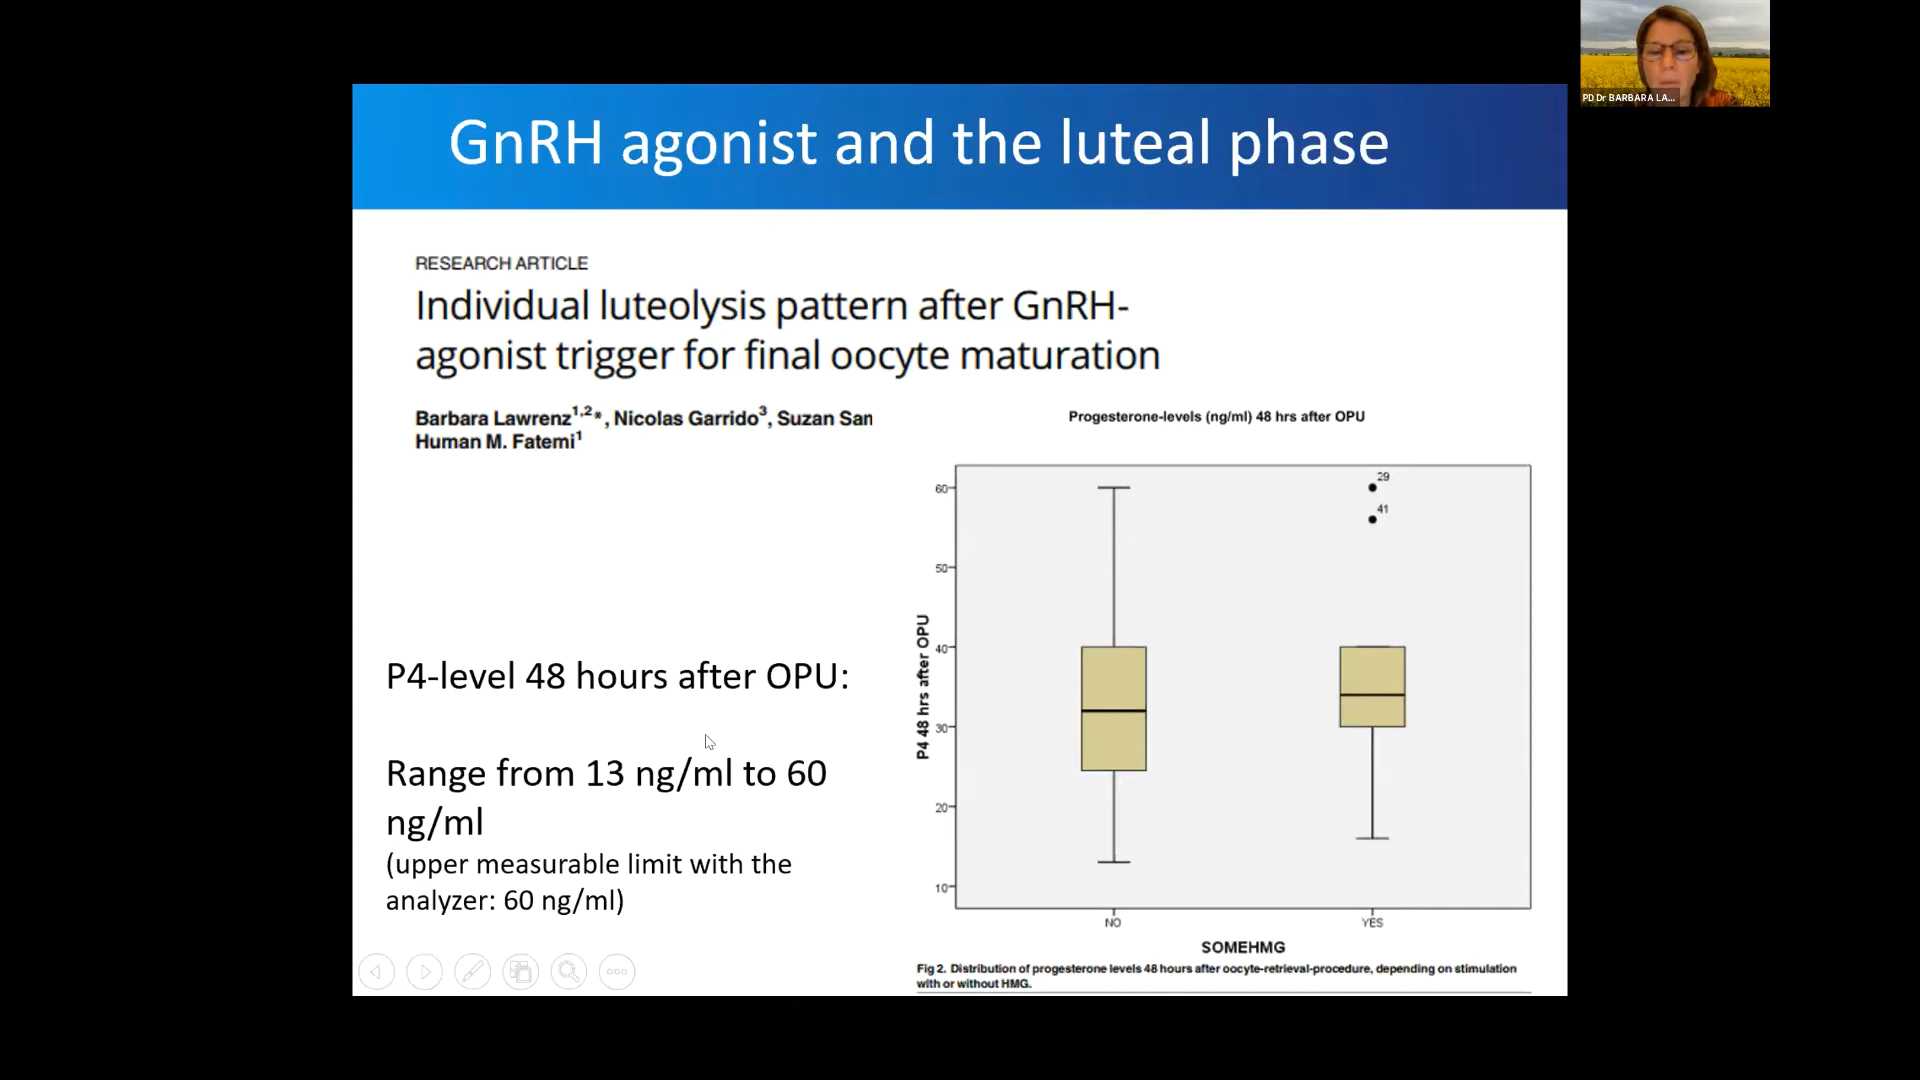 PD Dr BARBARA LA...
GnRH agonist and the luteal phase
RESEARCH ARTICLE
Individual luteolysis pattern after GnRH-
agonist trigger for final oocyte maturation
Barbara Lawrenz1,2*, Nicolas Garrido3, Suzan San
Human M. Fatemi1
P4-level 48 hours after OPU:
Range from 13 ng/ml to 60
ng/ml
(upper measurable limit with the
analyzer: 60 ng/ml)
Progesterone-levels (ng/ml) 48 hrs after OPU
P4 48 hrs after OPU
60
50
40
30
20
10
29
41
NO YES
SOMEHMG
Fig 2. Distribution of progesterone levels 48 hours after oocyte-retrieval-procedure, depending on stimulation
with or without HMG.